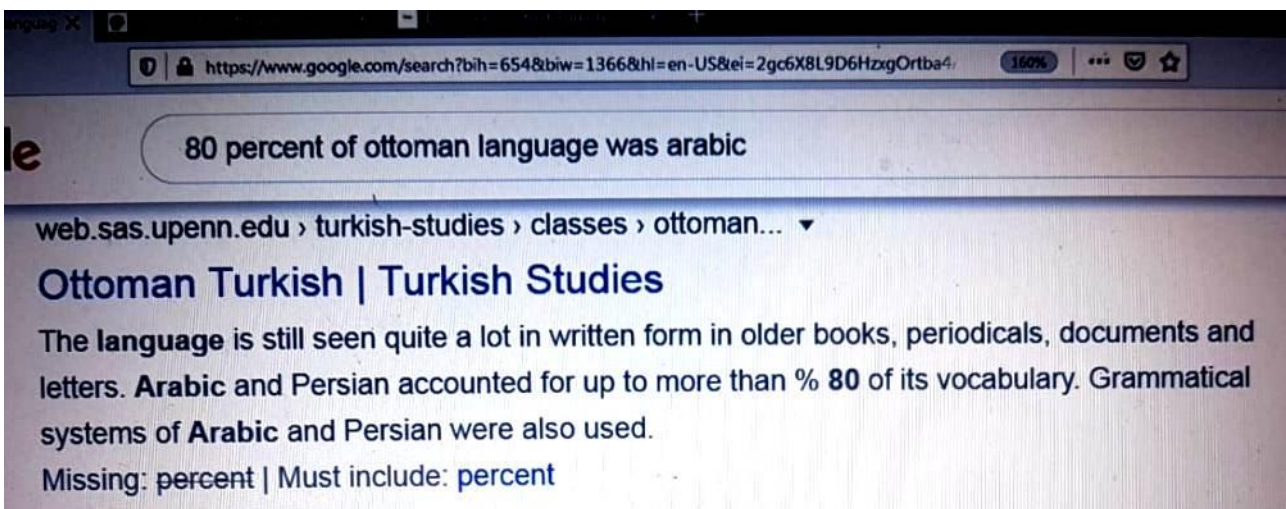 https://www.google.com/search?bih=654&biw=1366&hl=en-US&ei=2gc6X8L9D6HzxgOrtba4
160%
le
80 percent of ottoman language was arabic
web.sas.upenn.edu › turkish-studies › classes › ottoman...
Ottoman Turkish | Turkish Studies
The language is still seen quite a lot in written form in older books, periodicals, documents and
letters. Arabic and Persian accounted for up to more than % 80 of its vocabulary. Grammatical
systems of Arabic and Persian were also used.
Missing: percent | Must include: percent